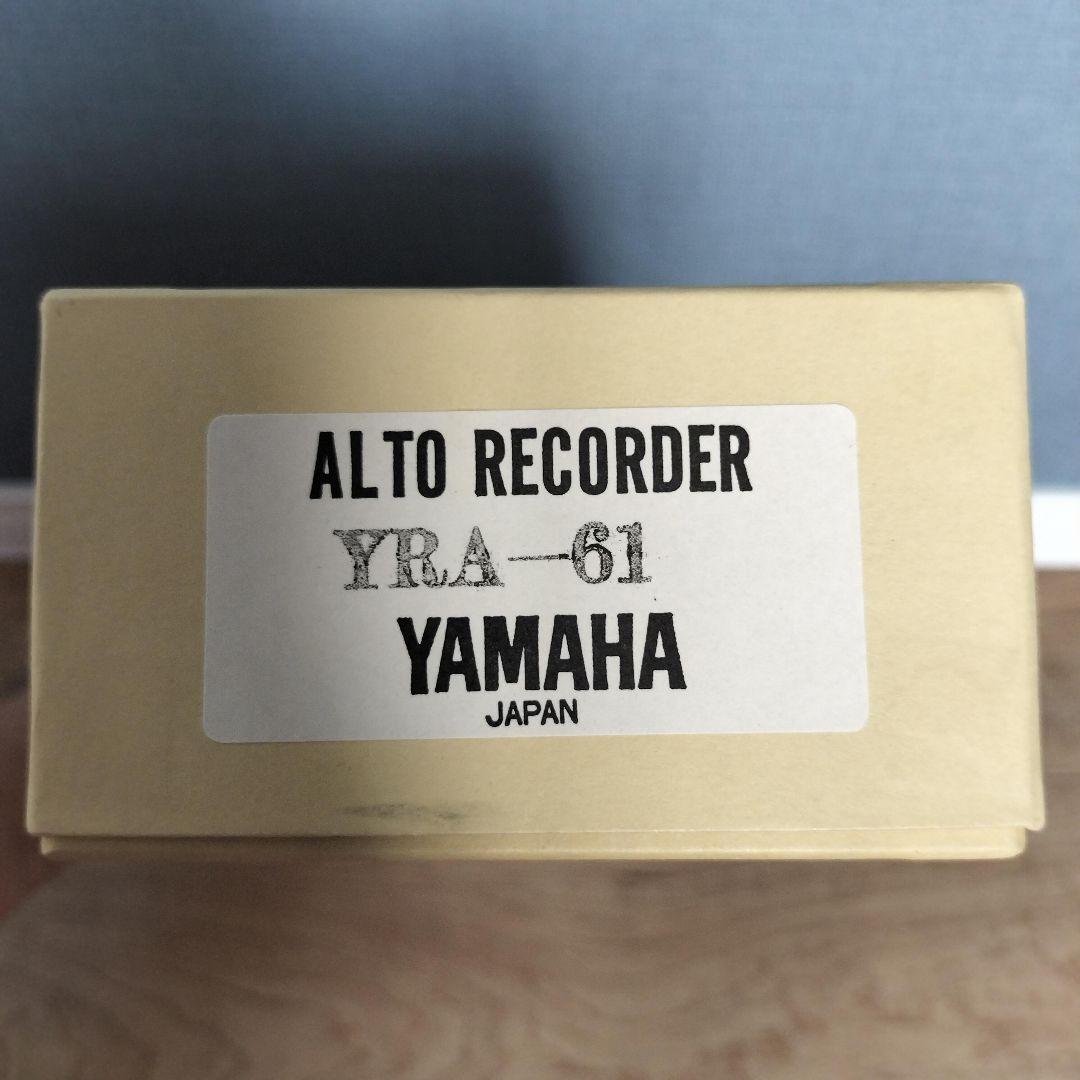 ALTO RECORDER
YRA-61
YAMAHA
JAPAN